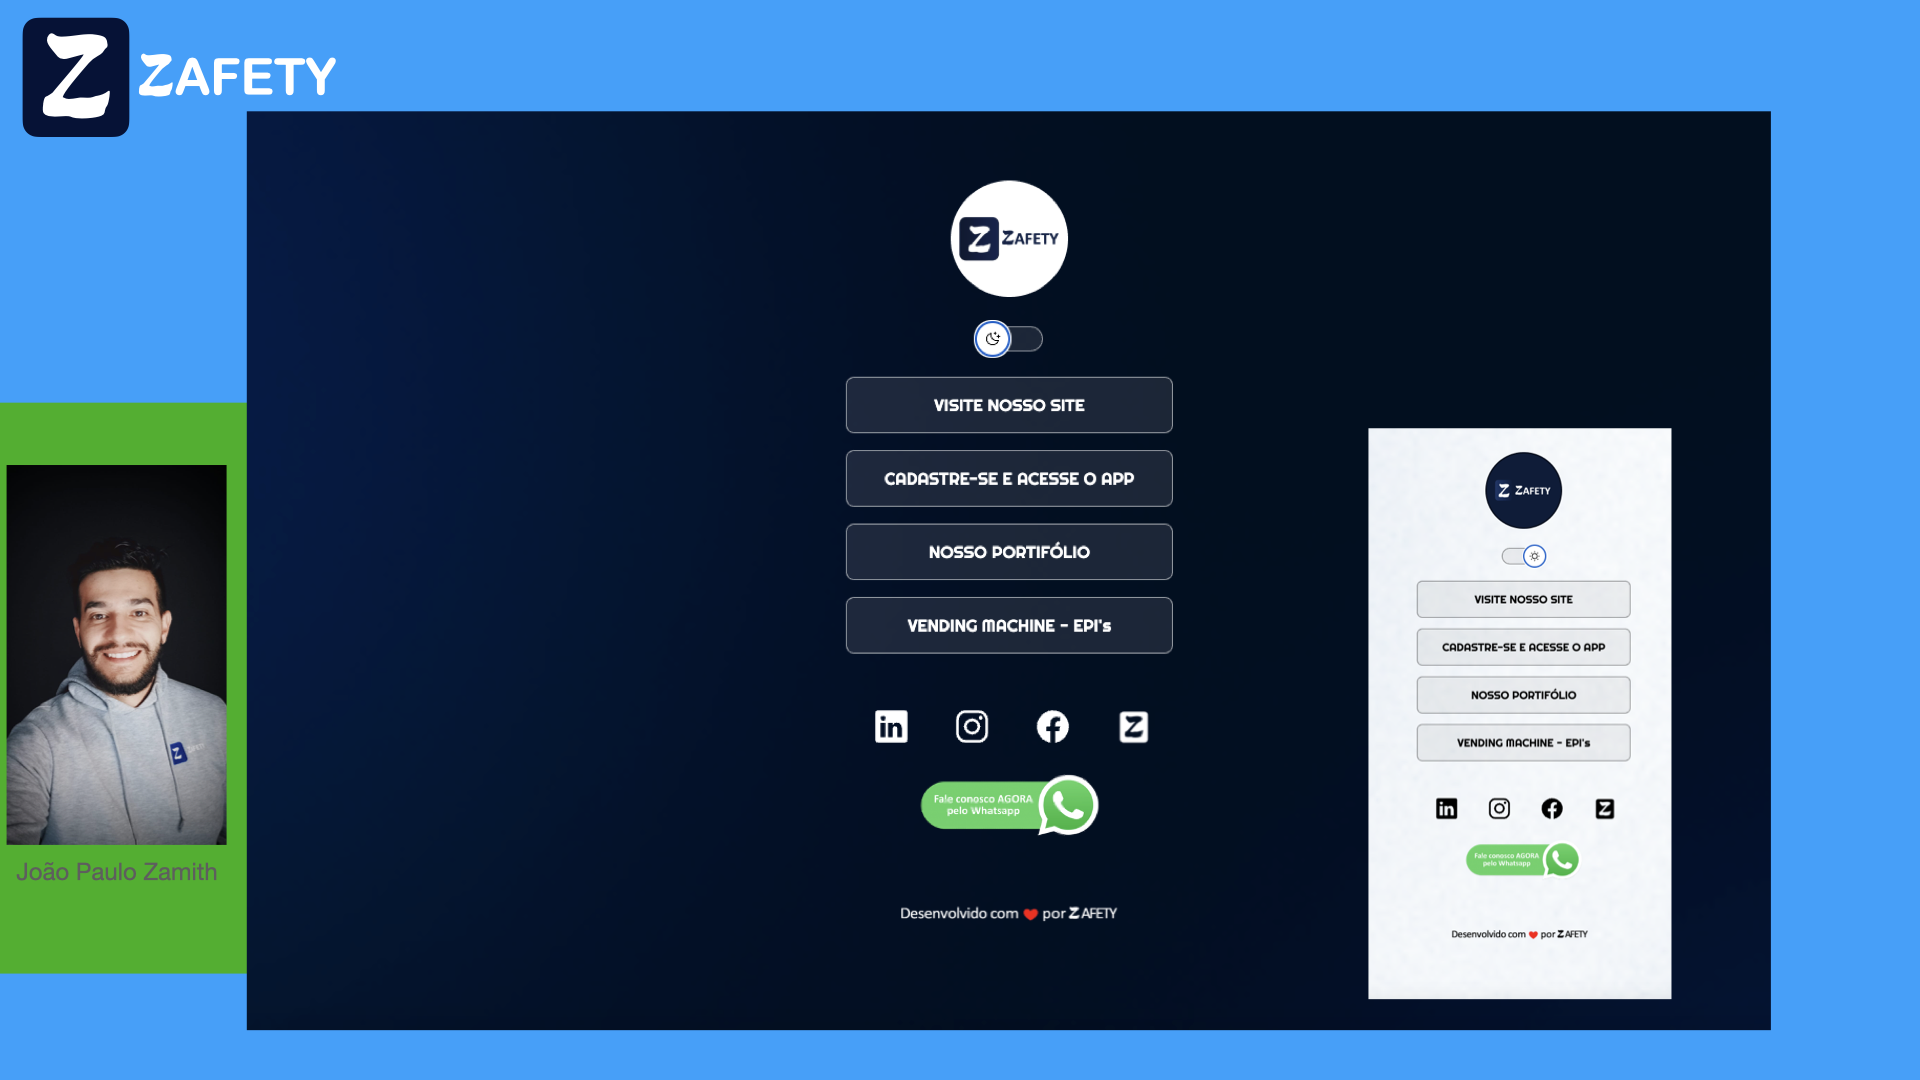 Z ZAFETY
Z ZAFETY
VISITE NOSSO SITE
CADASTRE-SE E ACESSE O APP
NOSSO PORTIFÓLIO
VENDING MACHINE - EPI's
in
Z
Fale conosco AGORA
pelo Whatsapp
Desenvolvido com ❤ por ZAFETY
Z ZAFETY
VISITE NOSSO SITE
CADASTRE-SE E ACESSE O APP
NOSSO PORTIFÓLIO
VENDING MACHINE - EPI's
in
Z
Fale conosco AGORA
pelo Whatsapp
Desenvolvido com ❤ por ZAFETY
Z
João Paulo Zamith